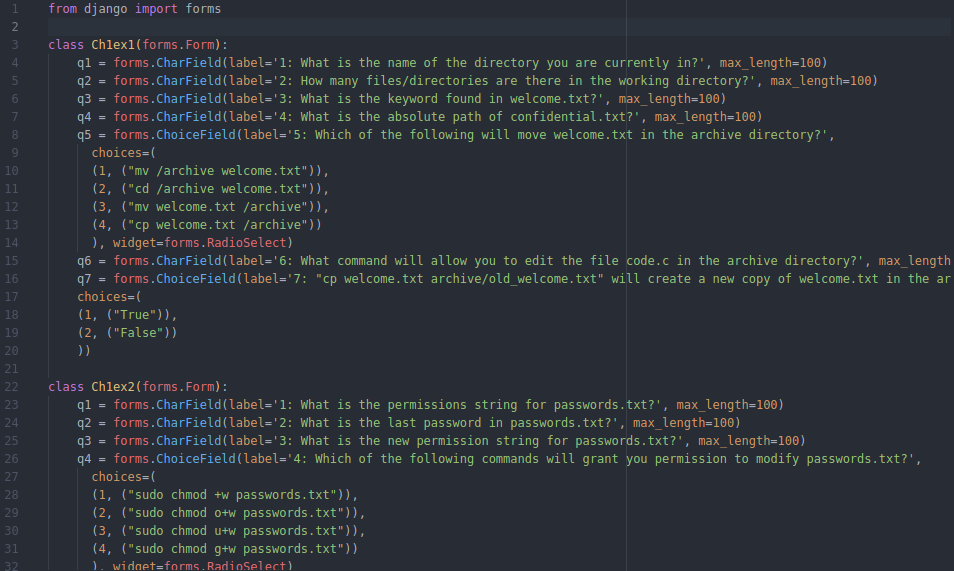 1 from django import forms
2
3 class Ch1ex1(forms.Form):
4     q1 = forms.CharField(label='1: What is the name of the directory you are currently in?', max_length=100)
5     q2 = forms.CharField(label='2: How many files/directories are there in the working directory?', max_length=100)
6     q3 = forms.CharField(label='3: What is the keyword found in welcome.txt?', max_length=100)
7     q4 = forms.CharField(label='4: What is the absolute path of confidential.txt?', max_length=100)
8     q5 = forms.ChoiceField(label='5: Which of the following will move welcome.txt in the archive directory?',
9       choices=(
10       (1, ("mv /archive welcome.txt")),
11       (2, ("cd /archive welcome.txt")),
12       (3, ("mv welcome.txt /archive")),
13       (4, ("cp welcome.txt /archive"))
14       ), widget=forms.RadioSelect)
15     q6 = forms.CharField(label='6: What command will allow you to edit the file code.c in the archive directory?', max_length
16     q7 = forms.ChoiceField(label='7: "cp welcome.txt archive/old_welcome.txt" will create a new copy of welcome.txt in the ar
17     choices=(
18     (1, ("True")),
19     (2, ("False"))
20     ))
21
22 class Ch1ex2(forms.Form):
23     q1 = forms.CharField(label='1: What is the permissions string for passwords.txt?', max_length=100)
24     q2 = forms.CharField(label='2: What is the last password in passwords.txt?', max_length=100)
25     q3 = forms.CharField(label='3: What is the new permission string for passwords.txt?', max_length=100)
26     q4 = forms.ChoiceField(label='4: Which of the following commands will grant you permission to modify passwords.txt?',
27       choices=(
28       (1, ("sudo chmod +w passwords.txt")),
29       (2, ("sudo chmod o+w passwords.txt")),
30       (3, ("sudo chmod u+w passwords.txt")),
31       (4, ("sudo chmod g+w passwords.txt"))
32       ), widget=forms.RadioSelect)